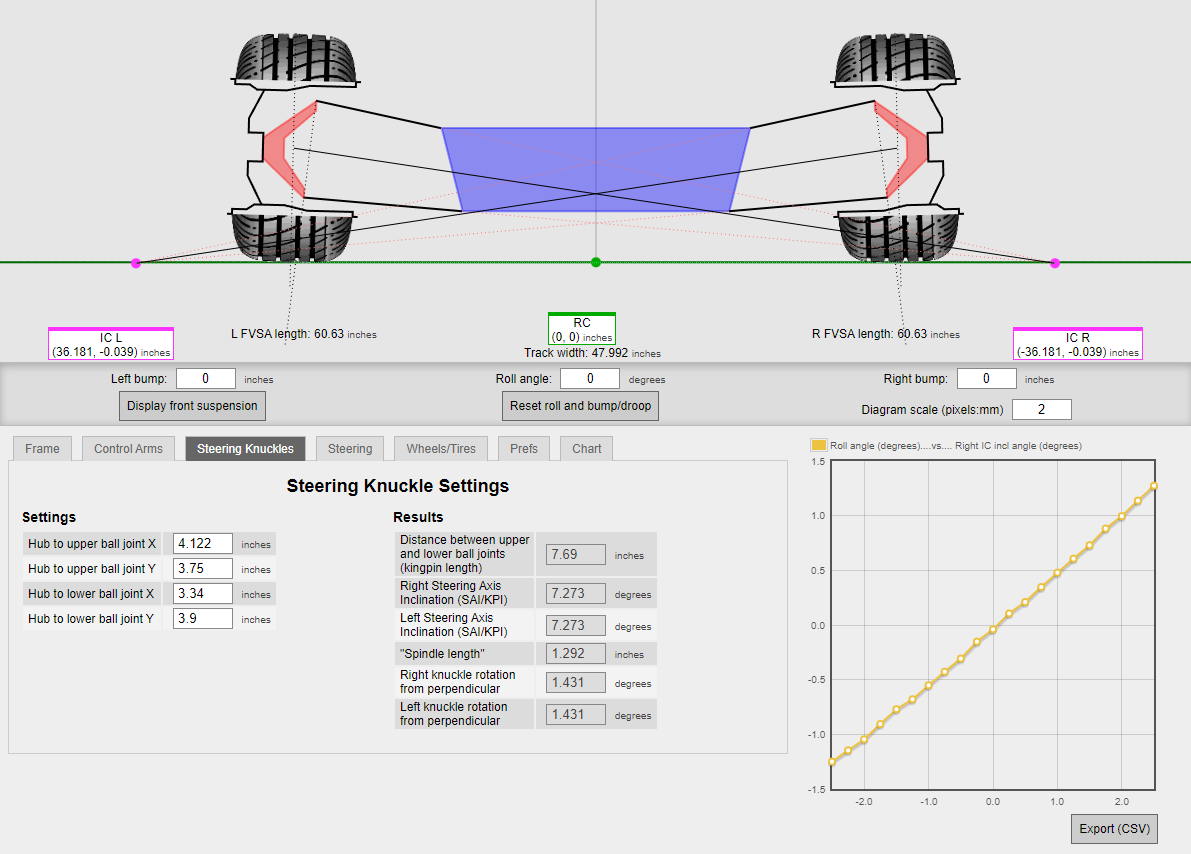 IC L
(36.181, -0.039) inches
L FVSA length: 60.63 inches
RC
(0, 0) inches
Track width: 47.992 inches
R FVSA length: 60.63 inches
IC R
(-36.181, -0.039) inches
Left bump: 0 inches
Roll angle: 0 degrees
Right bump: 0 inches
Display front suspension
Reset roll and bump/droop
Diagram scale (pixels:mm) 2
Frame
Control Arms
Steering Knuckles
Steering
Wheels/Tires
Prefs
Chart
Steering Knuckle Settings
Settings
Hub to upper ball joint X 4.122 inches
Hub to upper ball joint Y 3.75 inches
Hub to lower ball joint X 3.34 inches
Hub to lower ball joint Y 3.9 inches
Results
Distance between upper
and lower ball joints
(kingpin length)
7.69 inches
Right Steering Axis
Inclination (SAI/KPI)
7.273 degrees
Left Steering Axis
Inclination (SAI/KPI)
7.273 degrees
"Spindle length" 1.292 inches
Right knuckle rotation
from perpendicular
1.431 degrees
Left knuckle rotation
from perpendicular
1.431 degrees
Roll angle (degrees)....vs.... Right IC incl angle (degrees)
1.5
1.0
0.5
0.0
-0.5
-1.0
-1.5
-2.0 -1.0 0.0 1.0 2.0
Export (CSV)